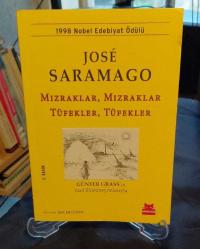 1998 Nobel Edebiyat Ödülü
JOSÉ
SARAMAGO
MIZRAKLAR, MIZRAKLAR
TÜFEKLER, TÜFEKLER
GÜNTER GRASS'ın